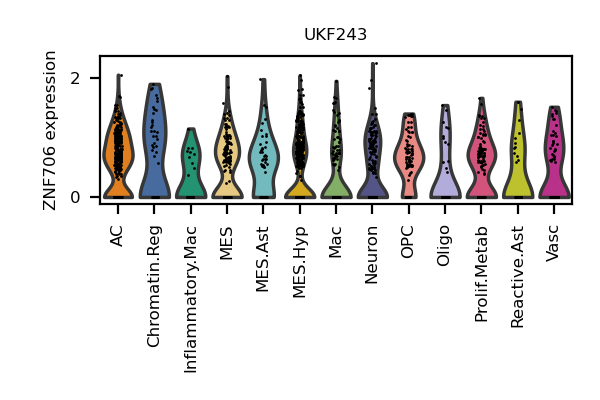 UKF243
ZNF706 expression
2
0
AC
Chromatin.Reg
Inflammatory.Mac
MES
MES.Ast
MES.Hyp
Mac
Neuron
OPC
Oligo
Prolif.Metab
Reactive.Ast
Vasc